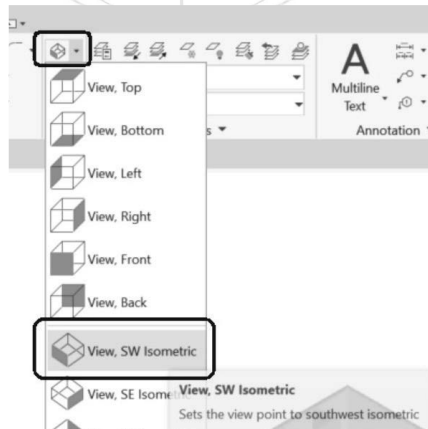 View, Top
View, Bottom
View, Left
View, Right
View, Front
View, Back
View, SW Isometric
View, SE Isome
View, SW Isometric
Sets the view point to southwest isometric
s
A
Multiline
Text
Annotation